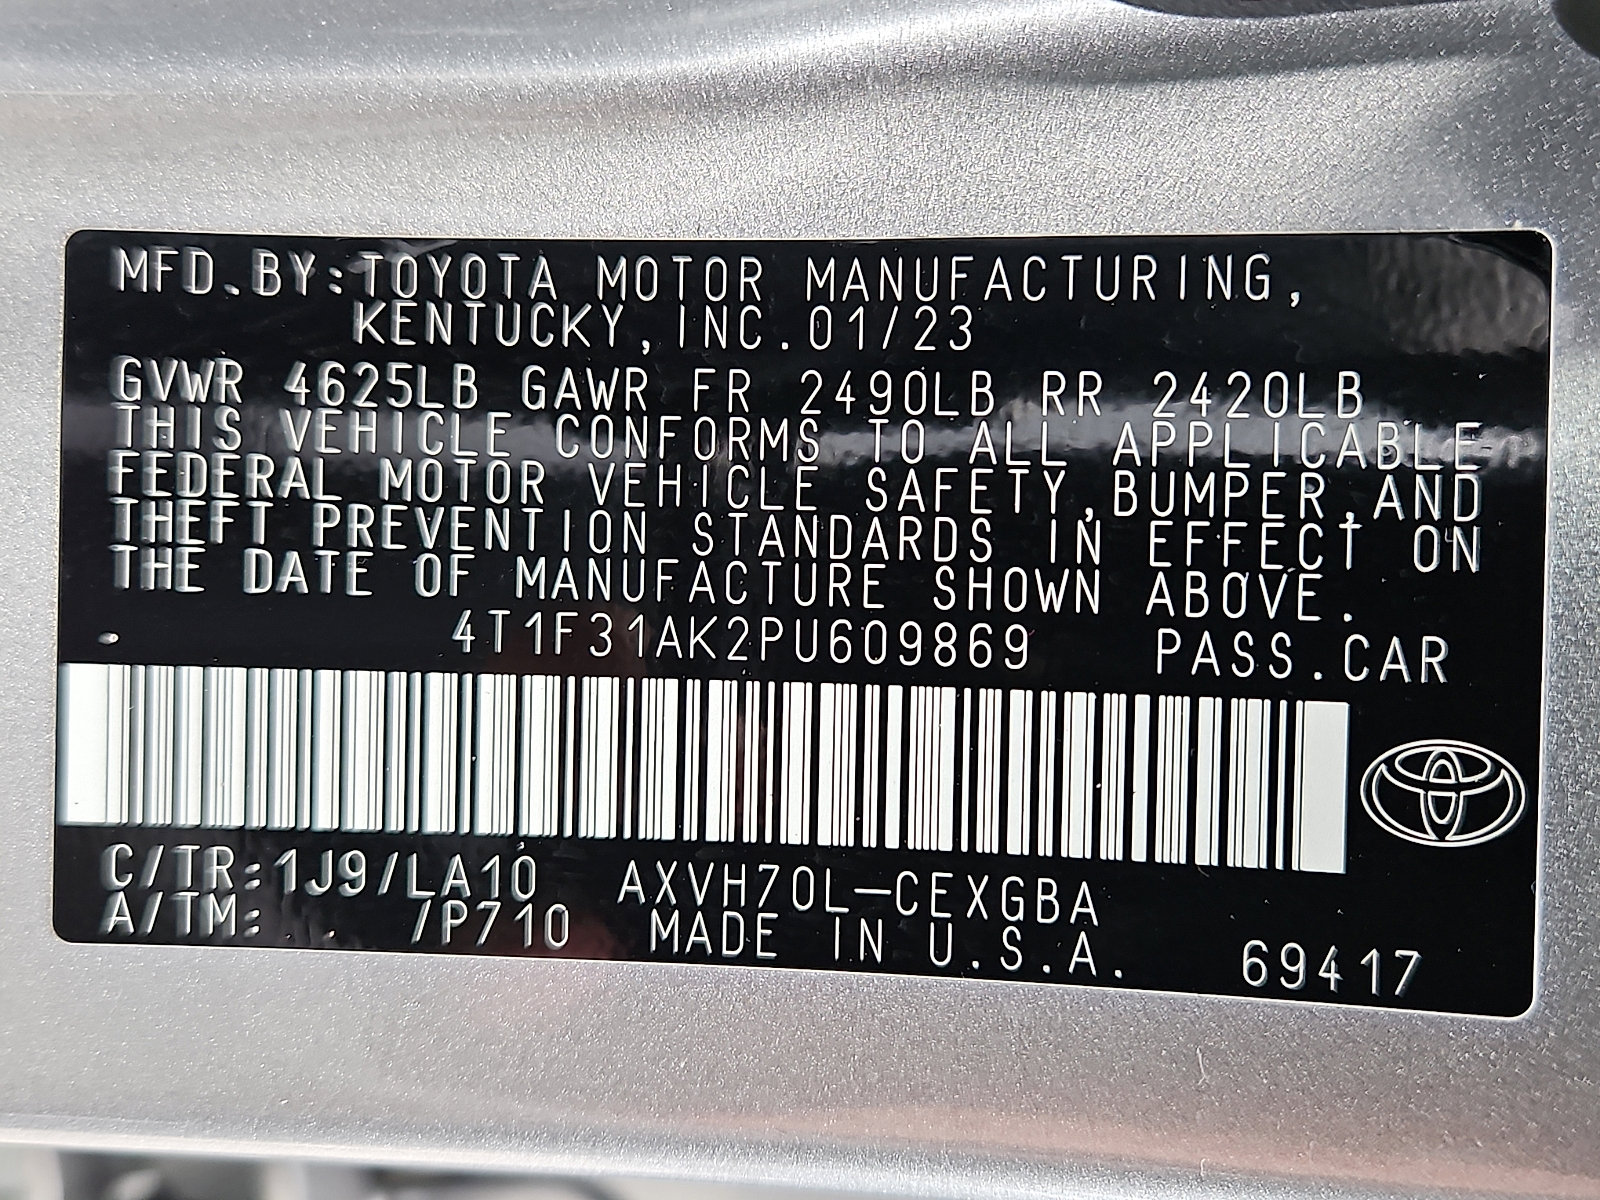 MFD.BY:TOYOTA MOTOR MANUFACTURING,
KENTUCKY,INC.01/23
GVWR 4625LB GAWR FR 2490LB RR 2420LB
THIS VEHICLE CONFORMS TO ALL APPLICABLE
FEDERAL MOTOR VEHICLE SAFETY,BUMPER,AND
THEFT PREVENTION STANDARDS IN EFFECT ON
THE DATE OF MANUFACTURE SHOWN ABOVE.
4T1F31AK2PU609869 PASS.CAR
C/TR:1J9/LA10 AXVH70L-CEXGBA
A/TM: /P710 MADE IN U.S.A. 69417